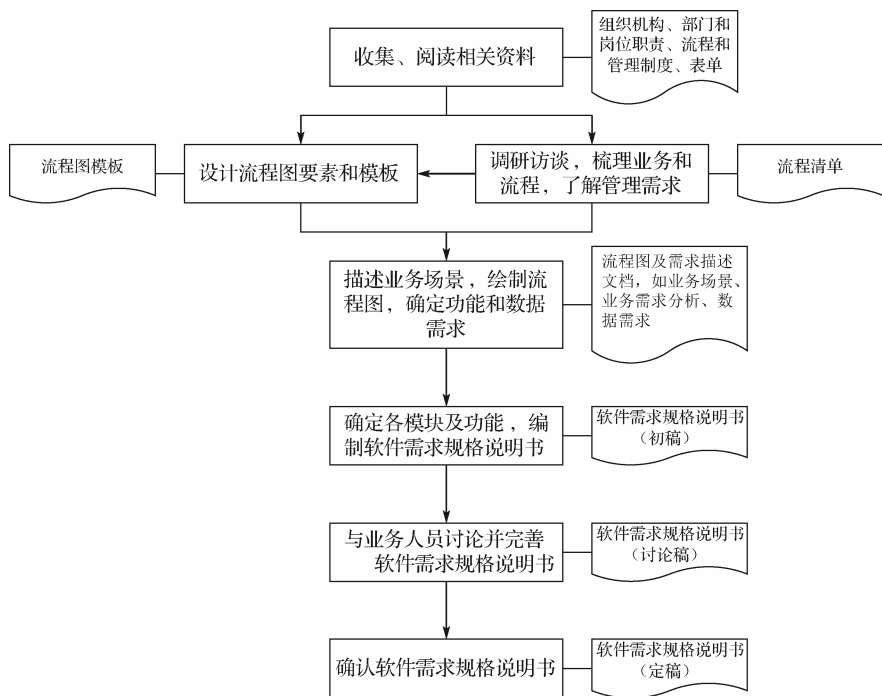 收集、阅读相关资料
组织机构、部门和
岗位职责、流程和
管理制度、表单
流程图模板
设计流程图要素和模板
调研访谈，梳理业务和
流程，了解管理需求
流程清单
描述业务场景，绘制流
程图，确定功能和数据
需求
流程图及需求描述
文档，如业务场景、
业务需求分析、数
据需求
确定各模块及功能，编
制软件需求规格说明书
软件需求规格说明书
（初稿）
与业务人员讨论并完善
软件需求规格说明书
软件需求规格说明书
（讨论稿）
确认软件需求规格说明书
软件需求规格说明书
（定稿）